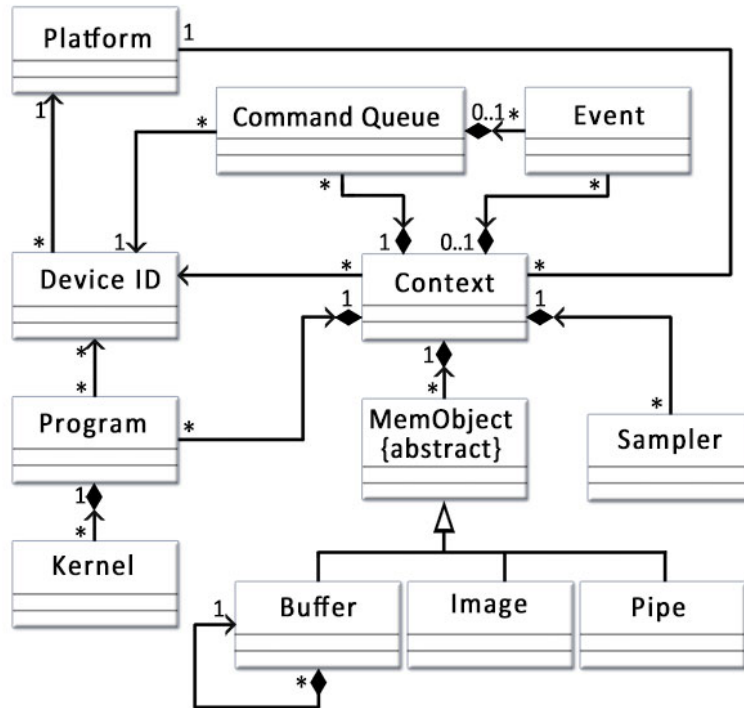 Platform
1
1
Command Queue
0..1
*
Event
*
*
*
*
1
1
0..1
Device ID
*
Context
*
1
1
*
*
1
*
Program
*
MemObject
{abstract}
*
Sampler
1
*
Kernel
1
Buffer
Image
Pipe
*